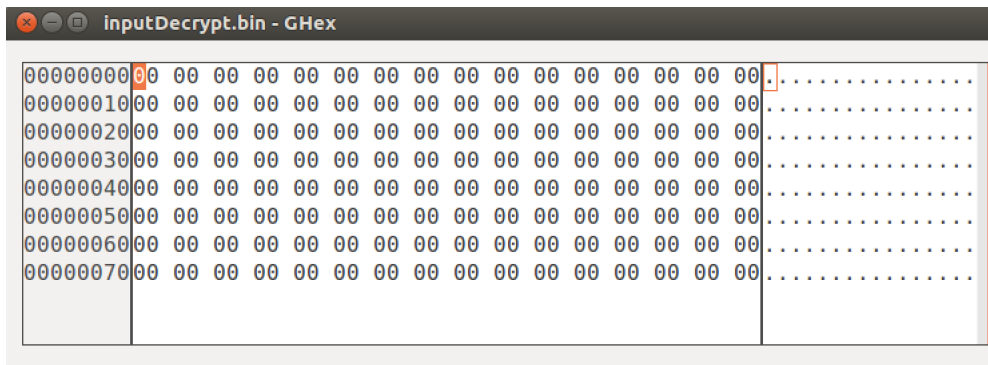 inputDecrypt.bin - GHex
00000000 00 00 00 00 00 00 00 00 00 00 00 00 00 00 00 00 ................
00000010 00 00 00 00 00 00 00 00 00 00 00 00 00 00 00 00 ................
00000020 00 00 00 00 00 00 00 00 00 00 00 00 00 00 00 00 ................
00000030 00 00 00 00 00 00 00 00 00 00 00 00 00 00 00 00 ................
00000040 00 00 00 00 00 00 00 00 00 00 00 00 00 00 00 00 ................
00000050 00 00 00 00 00 00 00 00 00 00 00 00 00 00 00 00 ................
00000060 00 00 00 00 00 00 00 00 00 00 00 00 00 00 00 00 ................
00000070 00 00 00 00 00 00 00 00 00 00 00 00 00 00 00 00 ................